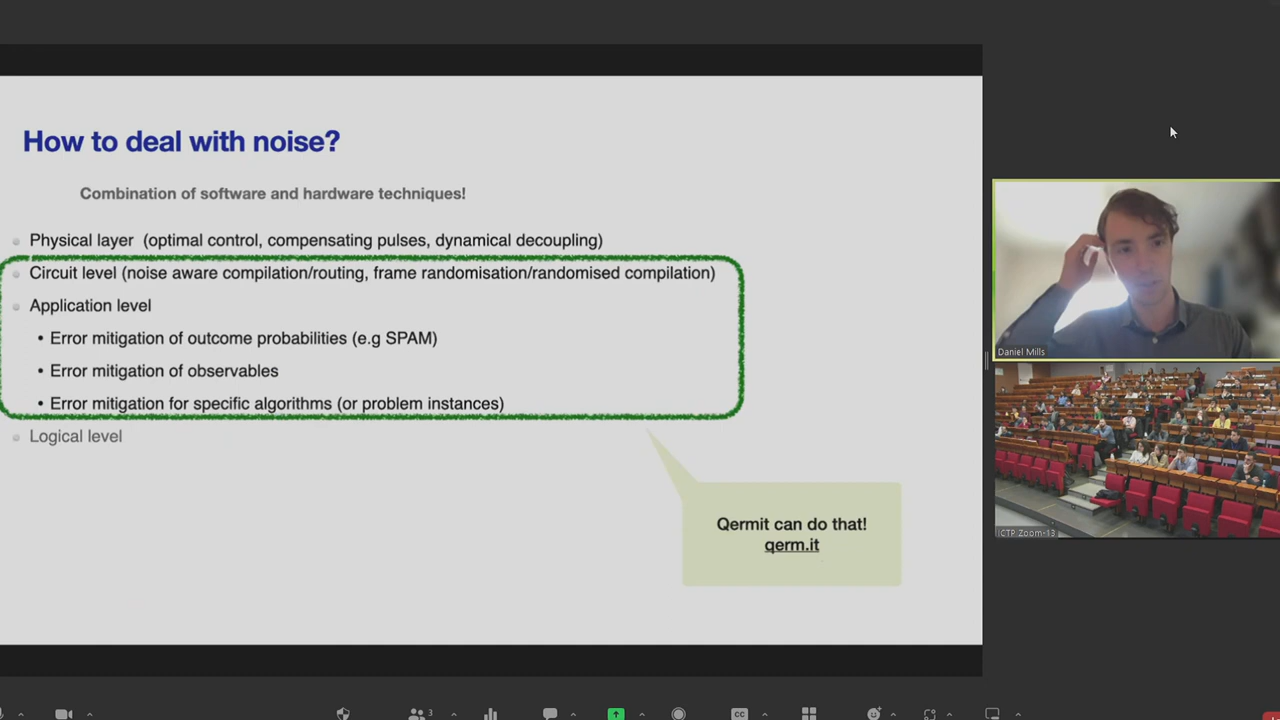 How to deal with noise?
Combination of software and hardware techniques!
Physical layer (optimal control, compensating pulses, dynamical decoupling)
Circuit level (noise aware compilation/routing, frame randomisation/randomised compilation)
Application level
• Error mitigation of outcome probabilities (e.g SPAM)
• Error mitigation of observables
• Error mitigation for specific algorithms (or problem instances)
Logical level
Qermit can do that!
qerm.it
Daniel Mills
ICTP Zoom-13
3
CC